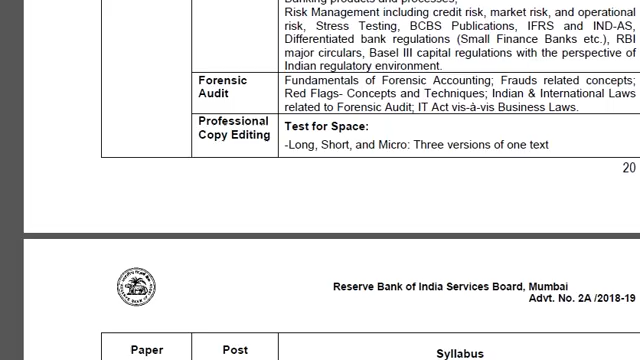 Banking products and processes;
Risk Management including credit risk, market risk, and operational
risk, Stress Testing, BCBS Publications, IFRS and IND-AS,
Differentiated bank regulations (Small Finance Banks etc.), RBI
major circulars, Basel III capital regulations with the perspective of
Indian regulatory environment.
Forensic Audit
Fundamentals of Forensic Accounting; Frauds related concepts;
Red Flags- Concepts and Techniques; Indian & International Laws
related to Forensic Audit; IT Act vis-à-vis Business Laws.
Professional
Copy Editing
Test for Space:
-Long, Short, and Micro: Three versions of one text
20
Reserve Bank of India Services Board, Mumbai
Advt. No. 2A /2018-19
Paper
Post
Syllabus